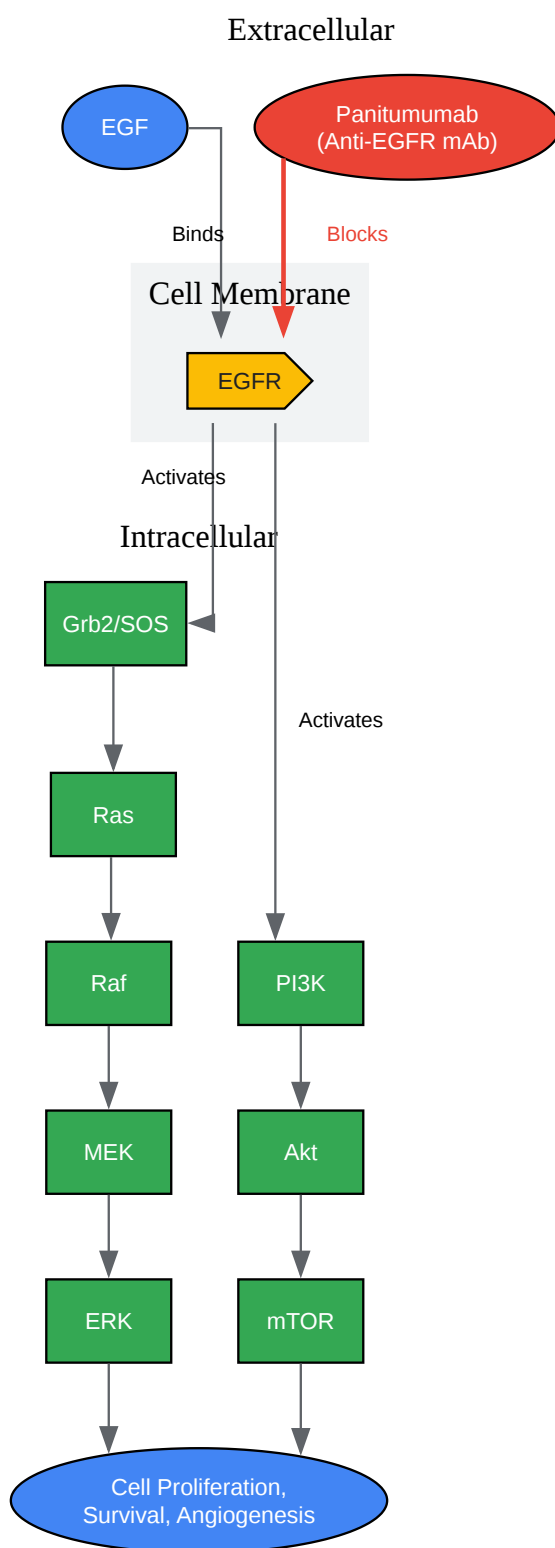 Extracellular
EGF
Panitumumab
(Anti-EGFR mAb)
Binds
Blocks
Cell Membrane
EGFR
Activates
Intracellular
Grb2/SOS
Activates
Ras
Raf
PI3K
MEK
Akt
ERK
mTOR
Cell Proliferation,
Survival, Angiogenesis